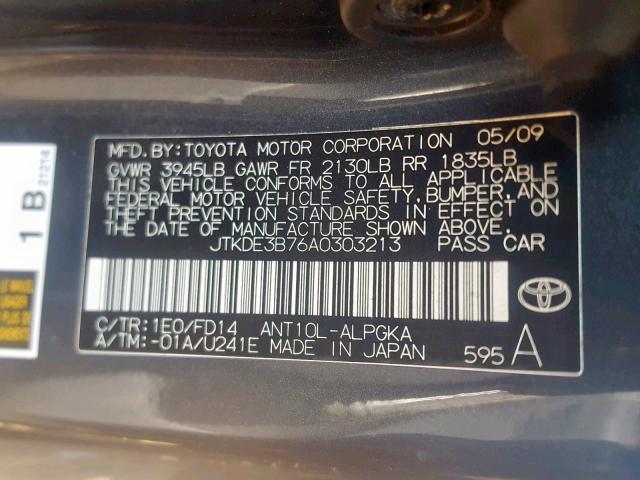 MFD. BY: TOYOTA MOTOR CORPORATION 05/09
GVWR 3945LB GAWR FR 2130LB RR 1835LB
THIS VEHICLE CONFORMS TO ALL APPLICABLE
FEDERAL MOTOR VEHICLE SAFETY, BUMPER, AND
THEFT PREVENTION STANDARDS IN EFFECT ON
THE DATE OF MANUFACTURE SHOWN ABOVE.
JTKDE3B76A0303213 PASS CAR
C/TR: 1E0/FD14 ANT10L-ALPGKA
A/TM: -01A/U241E MADE IN JAPAN 595 A
1 B
21214